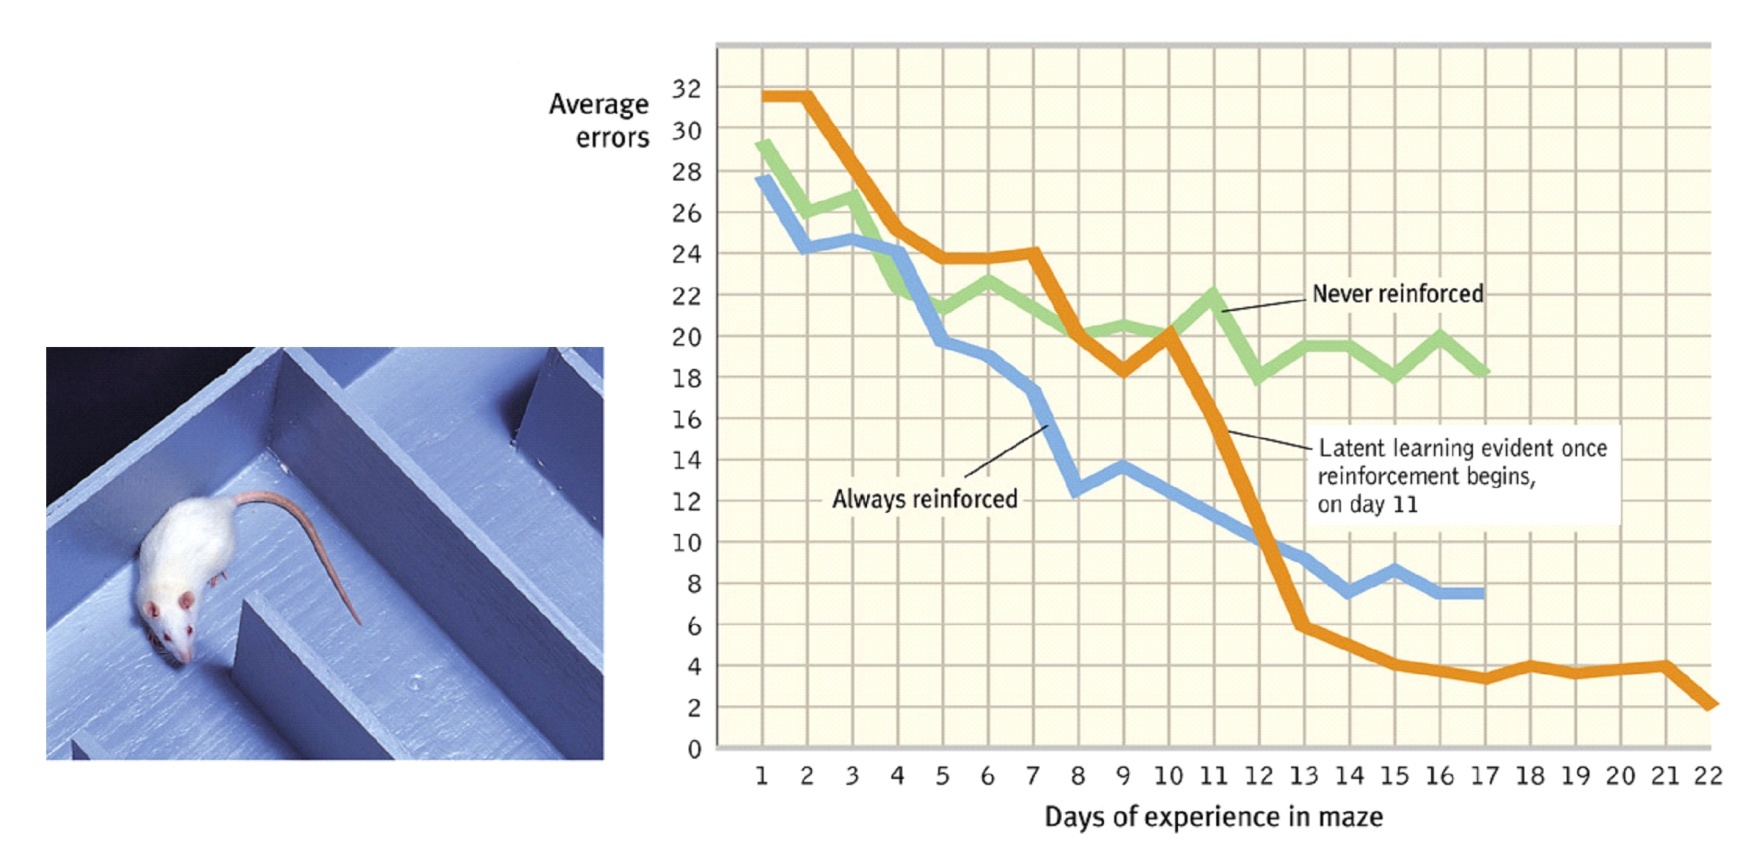 Average
errors
32
30
28
26
24
22
20
18
16
14
12
10
8
6
4
2
0
Never reinforced
Latent learning evident once
reinforcement begins,
on day 11
Always reinforced
1 2 3 4 5 6 7 8 9 10 11 12 13 14 15 16 17 18 19 20 21 22
Days of experience in maze